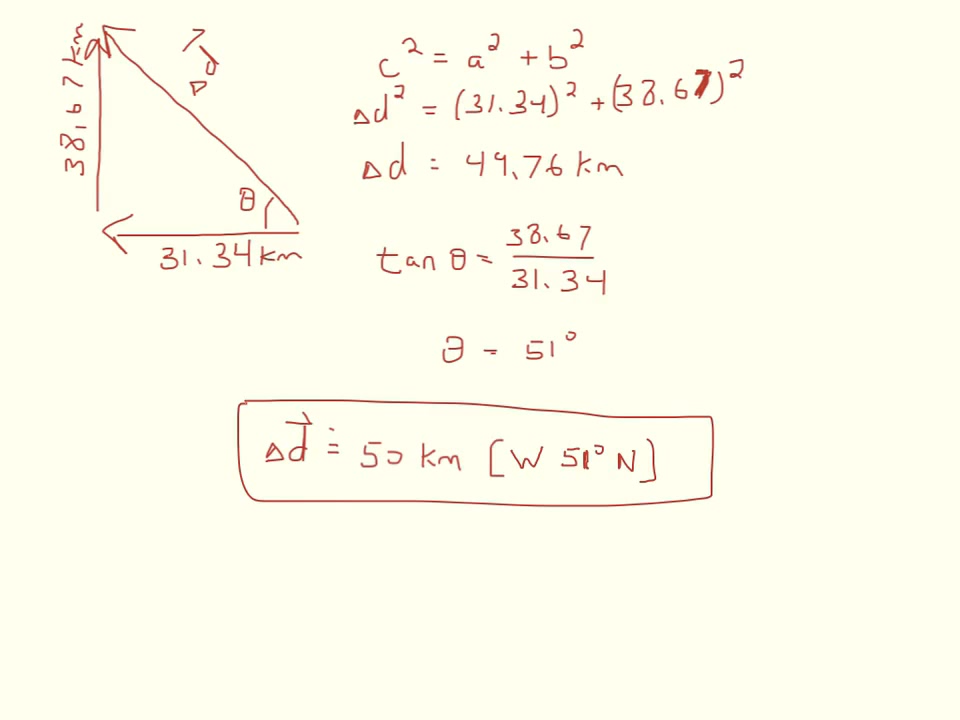 38.67 km
Δd
θ
31.34 km
c² = a² + b²
Δd² = (31.34)² + (38.67)²
Δd = 49.76 km
tan θ = 38.67
31.34
θ = 51°
Δd⃗ ≐ 50 km [W 51° N]